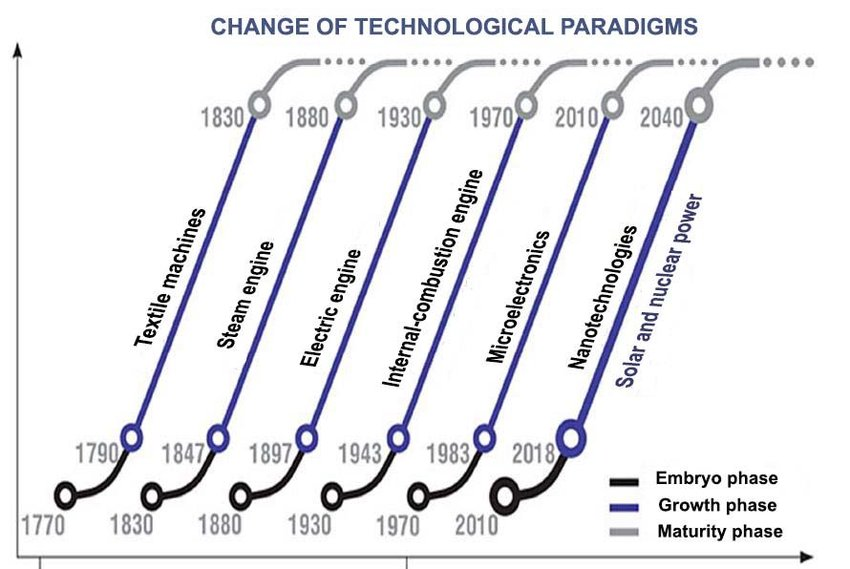 CHANGE OF TECHNOLOGICAL PARADIGMS
1830
1880
1930
1970
2010
2040
Textile machines
Steam engine
Electric engine
Internal-combustion engine
Microelectronics
Nanotechnologies
Solar and nuclear power
1790
1847
1897
1943
1983
2018
1770
1830
1880
1930
1970
2010
Embryo phase
Growth phase
Maturity phase